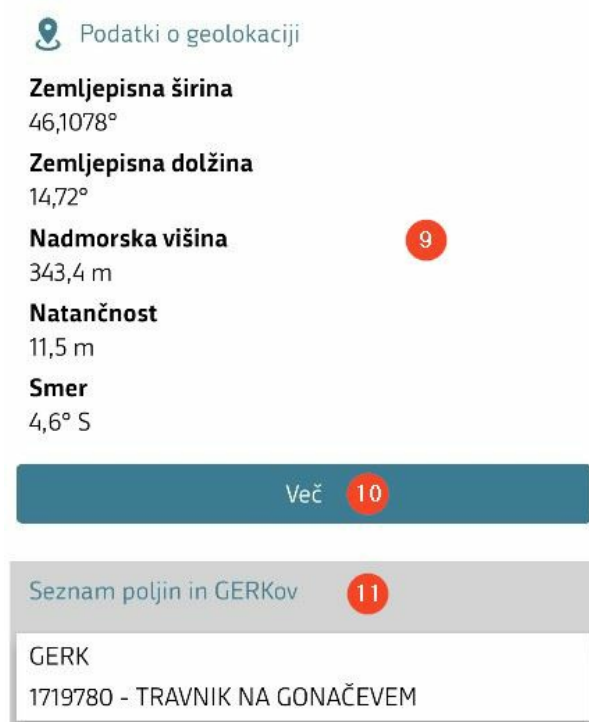 Podatki o geolokaciji
Zemljepisna širina
46,1078°
Zemljepisna dolžina
14,72°
Nadmorska višina
9
343,4 m
Natančnost
11,5 m
Smer
4,6° S
Več 10
Seznam poljin in GERKov 11
GERK
1719780 - TRAVNIK NA GONAČEVEM